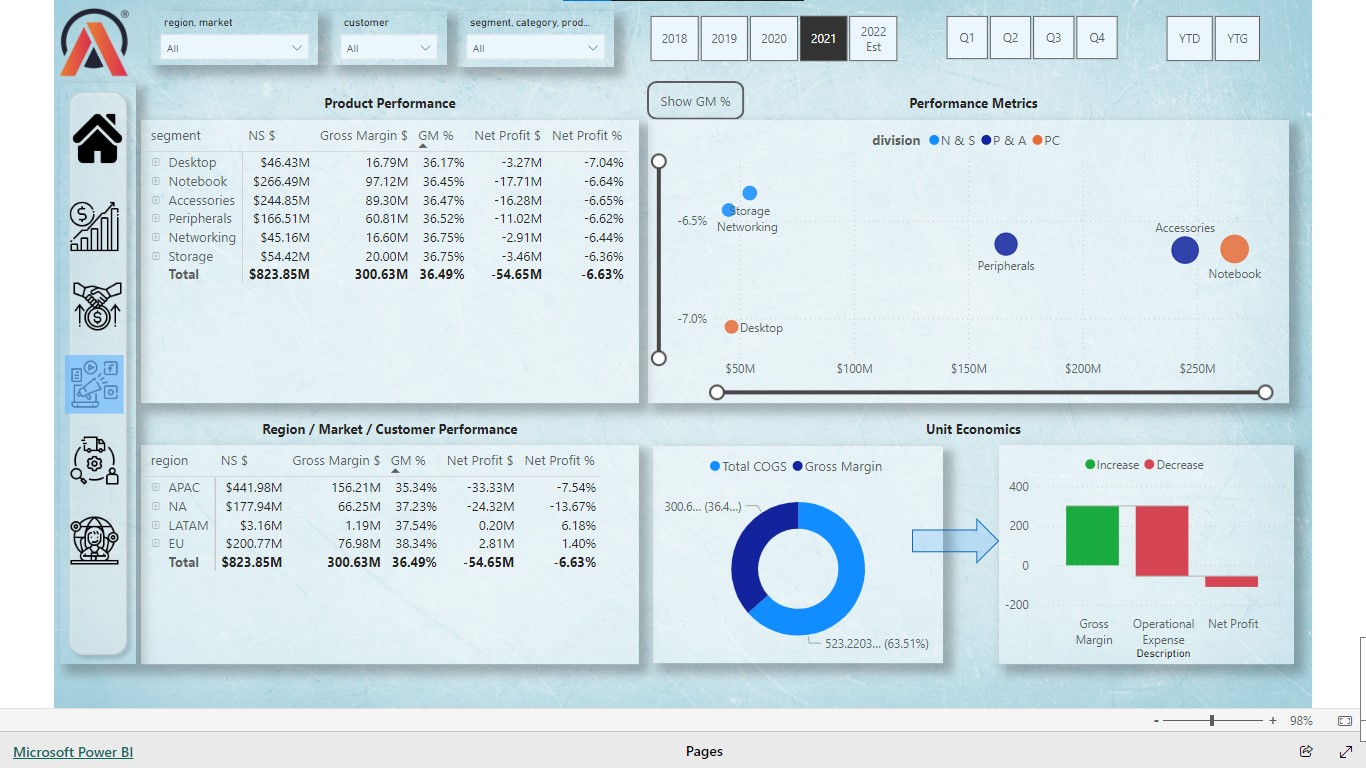 region, market
customer
segment, category, prod...
All
All
All
2018 2019 2020 2021 2022 Est
Q1 Q2 Q3 Q4
YTD YTG
Product Performance
segment NS $ Gross Margin $ GM % Net Profit $ Net Profit %
Desktop $46.43M 16.79M 36.17% -3.27M -7.04%
Notebook $266.49M 97.12M 36.45% -17.71M -6.64%
Accessories $244.85M 89.30M 36.47% -16.28M -6.65%
Peripherals $166.51M 60.81M 36.52% -11.02M -6.62%
Networking $45.16M 16.60M 36.75% -2.91M -6.44%
Storage $54.42M 20.00M 36.75% -3.46M -6.36%
Total $823.85M 300.63M 36.49% -54.65M -6.63%
Show GM %
Performance Metrics
division N & S P & A PC
-6.5%
-7.0%
Storage
Networking
Peripherals
Accessories
Notebook
Desktop
$50M $100M $150M $200M $250M
Region / Market / Customer Performance
region NS $ Gross Margin $ GM % Net Profit $ Net Profit %
APAC $441.98M 156.21M 35.34% -33.33M -7.54%
NA $177.94M 66.25M 37.23% -24.32M -13.67%
LATAM $3.16M 1.19M 37.54% 0.20M 6.18%
EU $200.77M 76.98M 38.34% 2.81M 1.40%
Total $823.85M 300.63M 36.49% -54.65M -6.63%
Unit Economics
Total COGS Gross Margin
300.6... (36.4...)
523.2203... (63.51%)
Increase Decrease
400
200
0
-200
Gross Margin
Operational Expense
Net Profit
Description
- + 98%
Microsoft Power BI
Pages